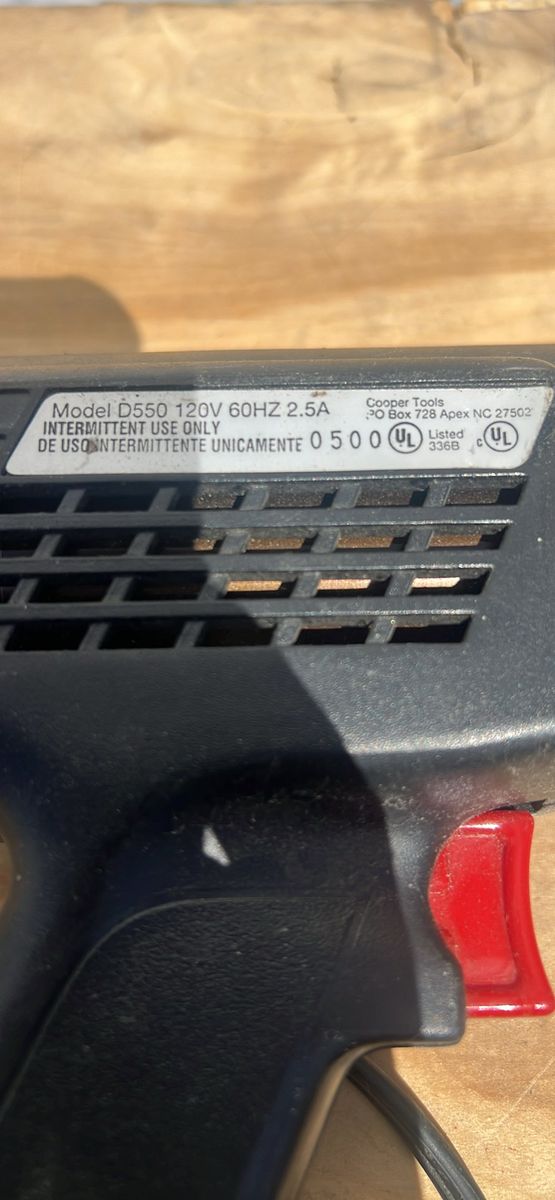 Model D550 120V 60HZ 2.5A
INTERMITTENT USE ONLY
DE USO INTERMITTENTE UNICAMENTE
0500
UL
Cooper Tools
PO Box 728 Apex NC 27502
Listed
336B
c UL